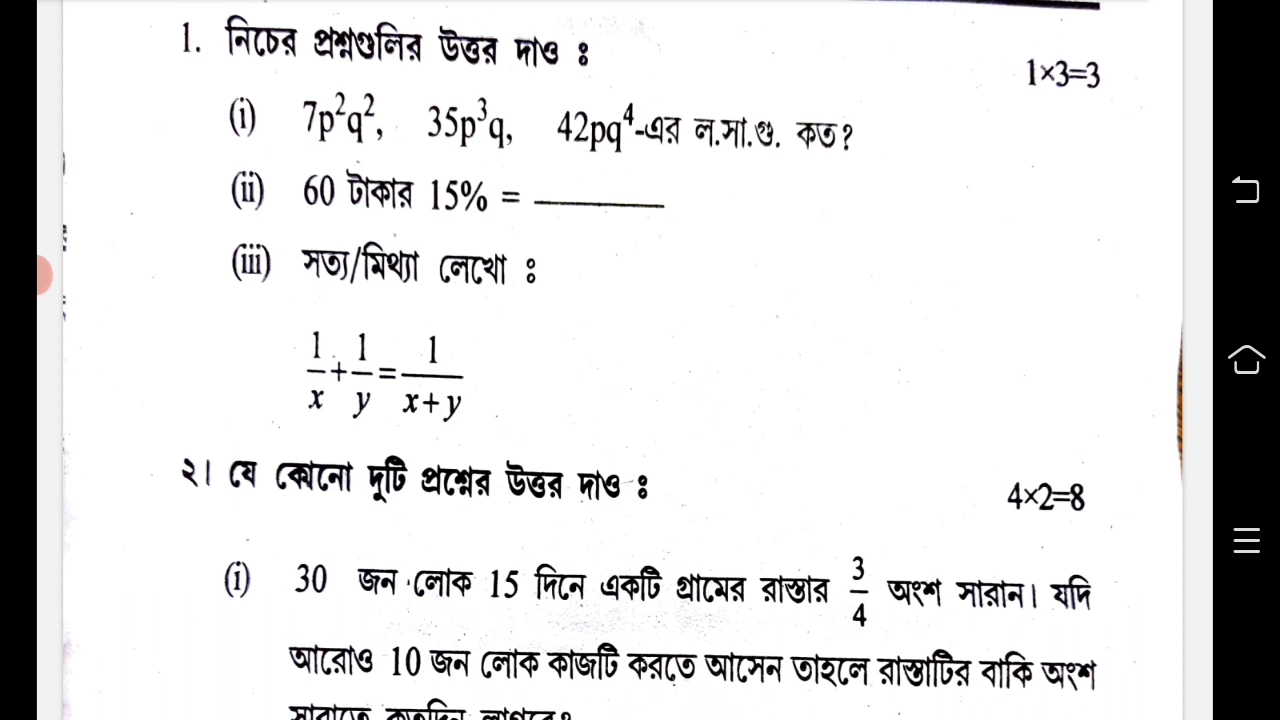 1. নিচের প্রশ্নগুলির উত্তর দাও ঃ 1×3=3
(i) 7p²q², 35p³q, 42pq⁴-এর ল.সা.গু. কত?
(ii) 60 টাকার 15% = ________
(iii) সত্য/মিথ্যা লেখো ঃ
1/x + 1/y = 1/(x+y)
২। যে কোনো দুটি প্রশ্নের উত্তর দাও ঃ 4×2=8
(i) 30 জন লোক 15 দিনে একটি গ্রামের রাস্তার 3/4 অংশ সারান। যদি
আরোও 10 জন লোক কাজটি করতে আসেন তাহলে রাস্তাটির বাকি অংশ
সারাতে কতদিন লাগবে?